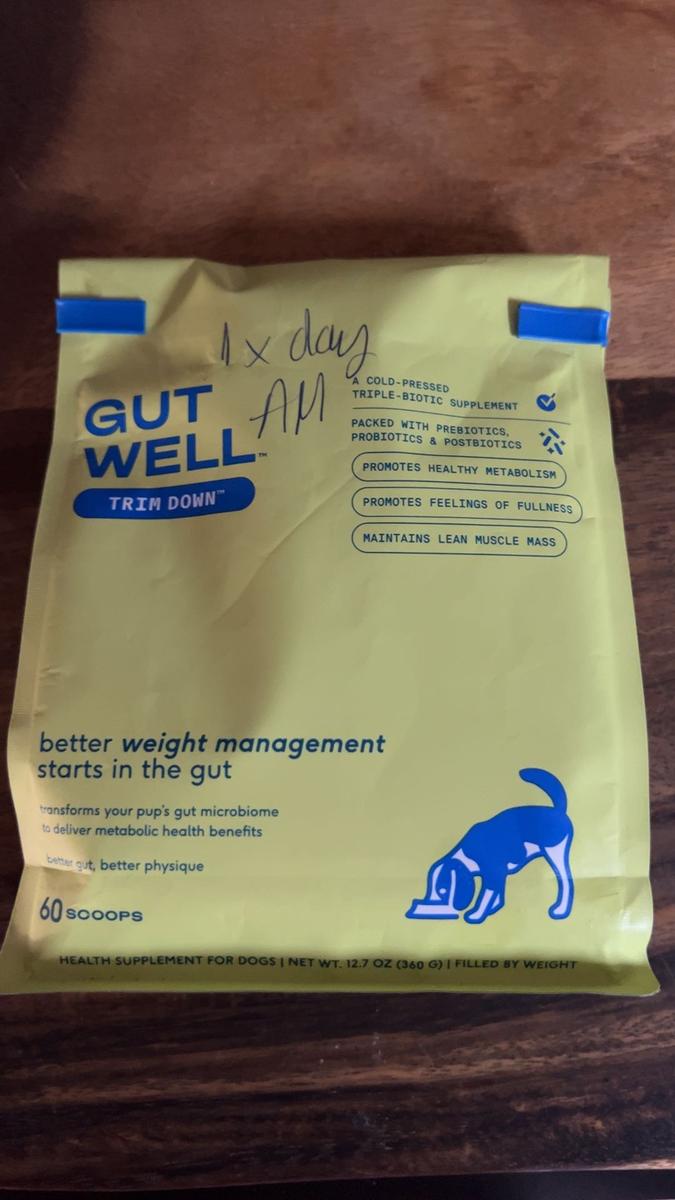 1 x day
AM
GUT
WELL™
TRIM DOWN™
A COLD-PRESSED
TRIPLE-BIOTIC SUPPLEMENT
PACKED WITH PREBIOTICS,
PROBIOTICS & POSTBIOTICS
PROMOTES HEALTHY METABOLISM
PROMOTES FEELINGS OF FULLNESS
MAINTAINS LEAN MUSCLE MASS
better weight management
starts in the gut
transforms your pup's gut microbiome
to deliver metabolic health benefits
better gut, better physique
60 SCOOPS
HEALTH SUPPLEMENT FOR DOGS | NET WT. 12.7 OZ (360 G) | FILLED BY WEIGHT